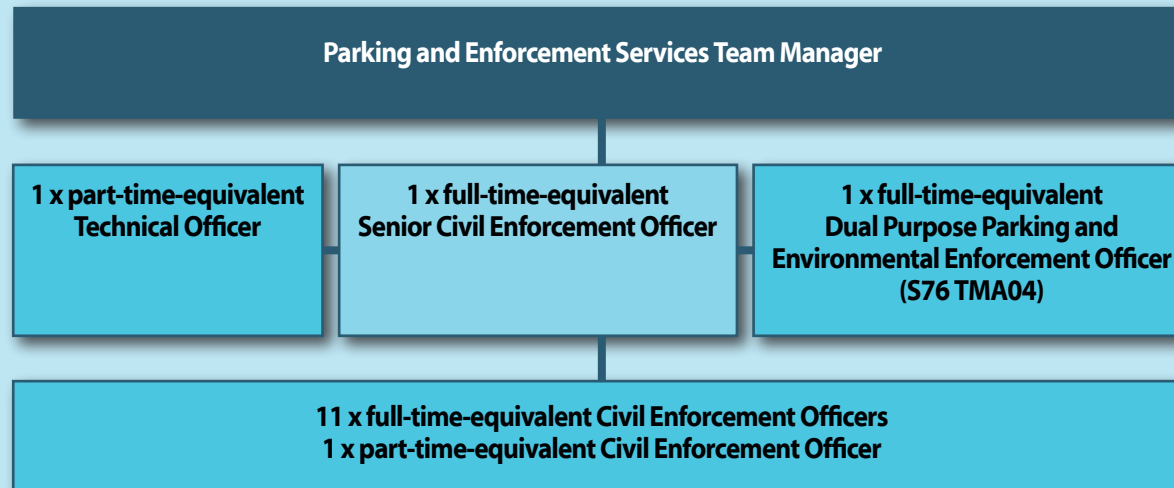 Parking and Enforcement Services Team Manager
1 x part-time-equivalent
Technical Officer
1 x full-time-equivalent
Senior Civil Enforcement Officer
1 x full-time-equivalent
Dual Purpose Parking and
Environmental Enforcement Officer
(S76 TMA04)
11 x full-time-equivalent Civil Enforcement Officers
1 x part-time-equivalent Civil Enforcement Officer